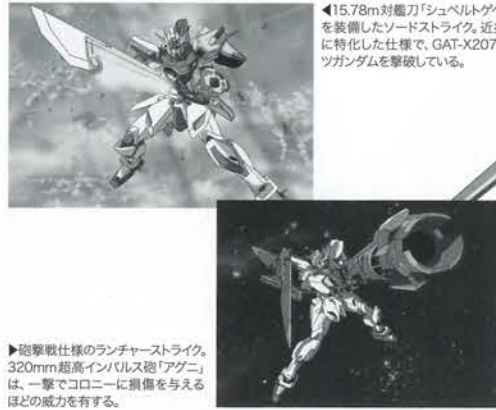 ◀15.78m対艦刀「シュベルトゲ
を装備したソードストライク。近
に特化した仕様で、GAT-X207
ツガンダムを撃破している。
▶砲撃戦仕様のランチャーストライク。
320mm超高インパルス砲「アグニ」
は、一撃でコロニーに損傷を与える
ほどの威力を有する。